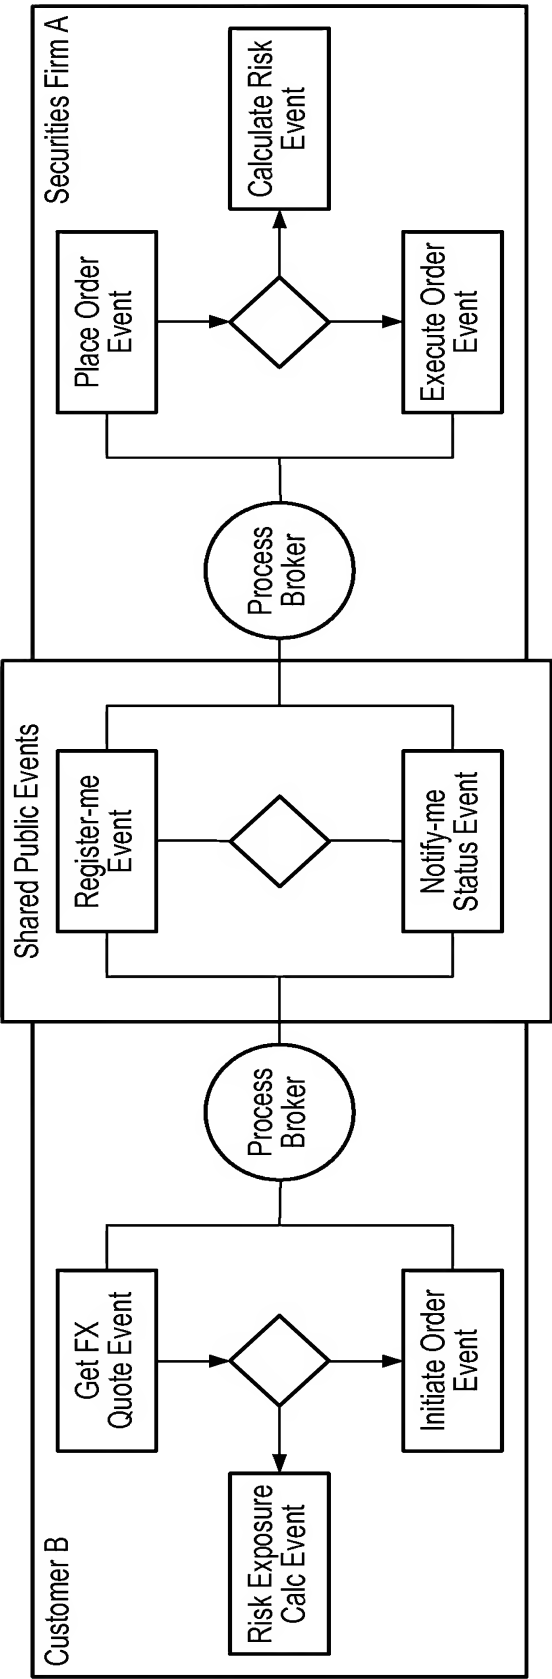 Customer B
Shared Public Events
Securities Firm A
Get FX
Quote Event
Register-me
Event
Place Order
Event
Risk Exposure
Calc Event
Process
Broker
Process
Broker
Calculate Risk
Event
Initiate Order
Event
Notify-me
Status Event
Execute Order
Event